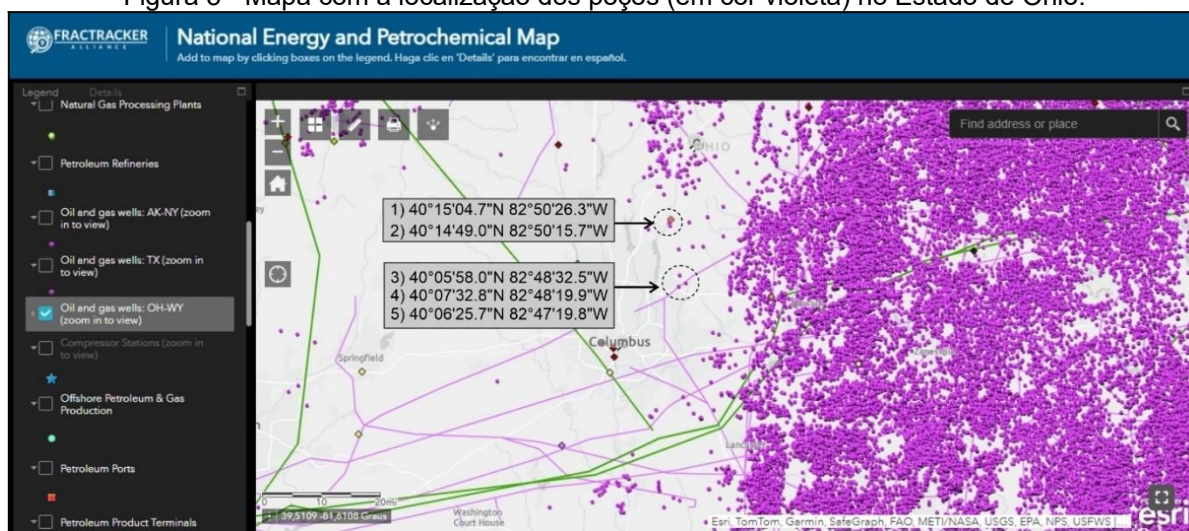 Figura 3 - Mapa com a localização dos poços (em cor violeta) no Estado de Ohio.
FRACTRACKER
ALLIANCE
National Energy and Petrochemical Map
Add to map by clicking boxes on the legend. Haga clic en 'Details' para encontrar en español.
Legend Details
Natural Gas Processing Plants
Petroleum Refineries
Oil and gas wells: AK-NY (zoom
in to view)
Oil and gas wells: TX (zoom in
to view)
Oil and gas wells: OH-WY
(zoom in to view)
Compressor Stations (zoom in
to view)
Offshore Petroleum & Gas
Production
Petroleum Ports
Petroleum Product Terminals
Find address or place
OHIO
1) 40°15'04.7"N 82°50'26.3"W
2) 40°14'49.0"N 82°50'15.7"W
3) 40°05'58.0"N 82°48'32.5"W
4) 40°07'32.8"N 82°48'19.9"W
5) 40°06'25.7"N 82°47'19.8"W
Columbus
Springfield
Washington
Court House
0 10 20mi
39,5109 -81,6108 Graus
Esri, TomTom, Garmin, SafeGraph, FAO, METI/NASA, USGS, EPA, NPS, USFWS
esri